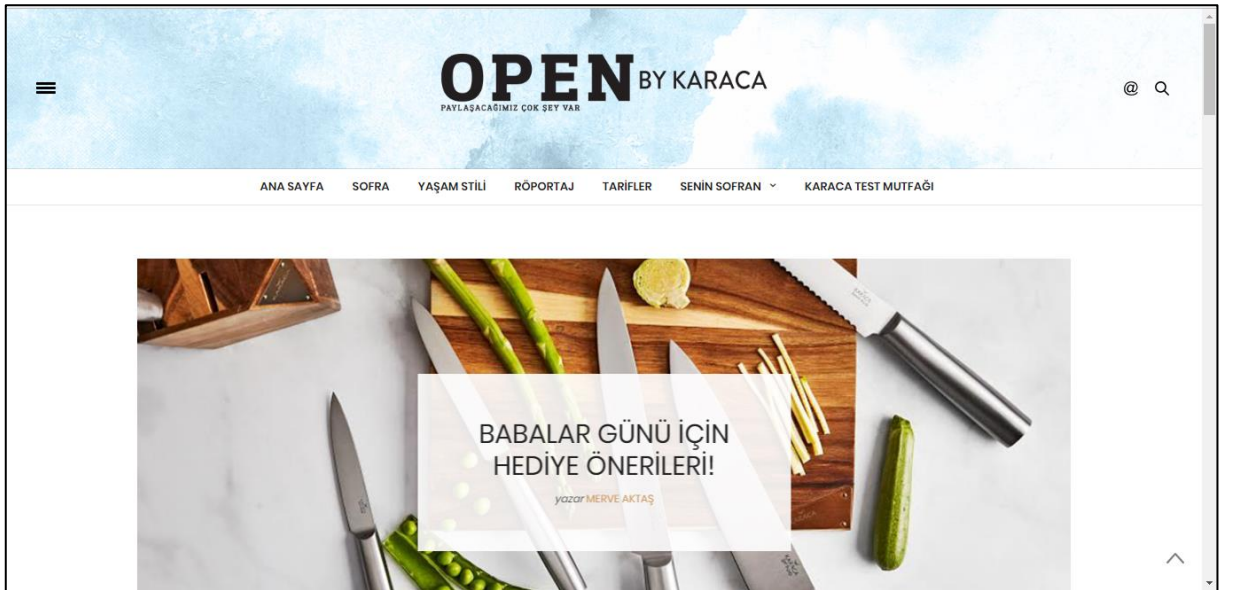 OPEN BY KARACA
PAYLAŞACAĞIMIZ ÇOK ŞEY VAR
@
ANA SAYFA SOFRA YAŞAM STİLİ RÖPORTAJ TARİFLER SENİN SOFRAN KARACA TEST MUTFAĞI
BABALAR GÜNÜ İÇİN
HEDİYE ÖNERİLERİ!
yazar MERVE AKTAŞ